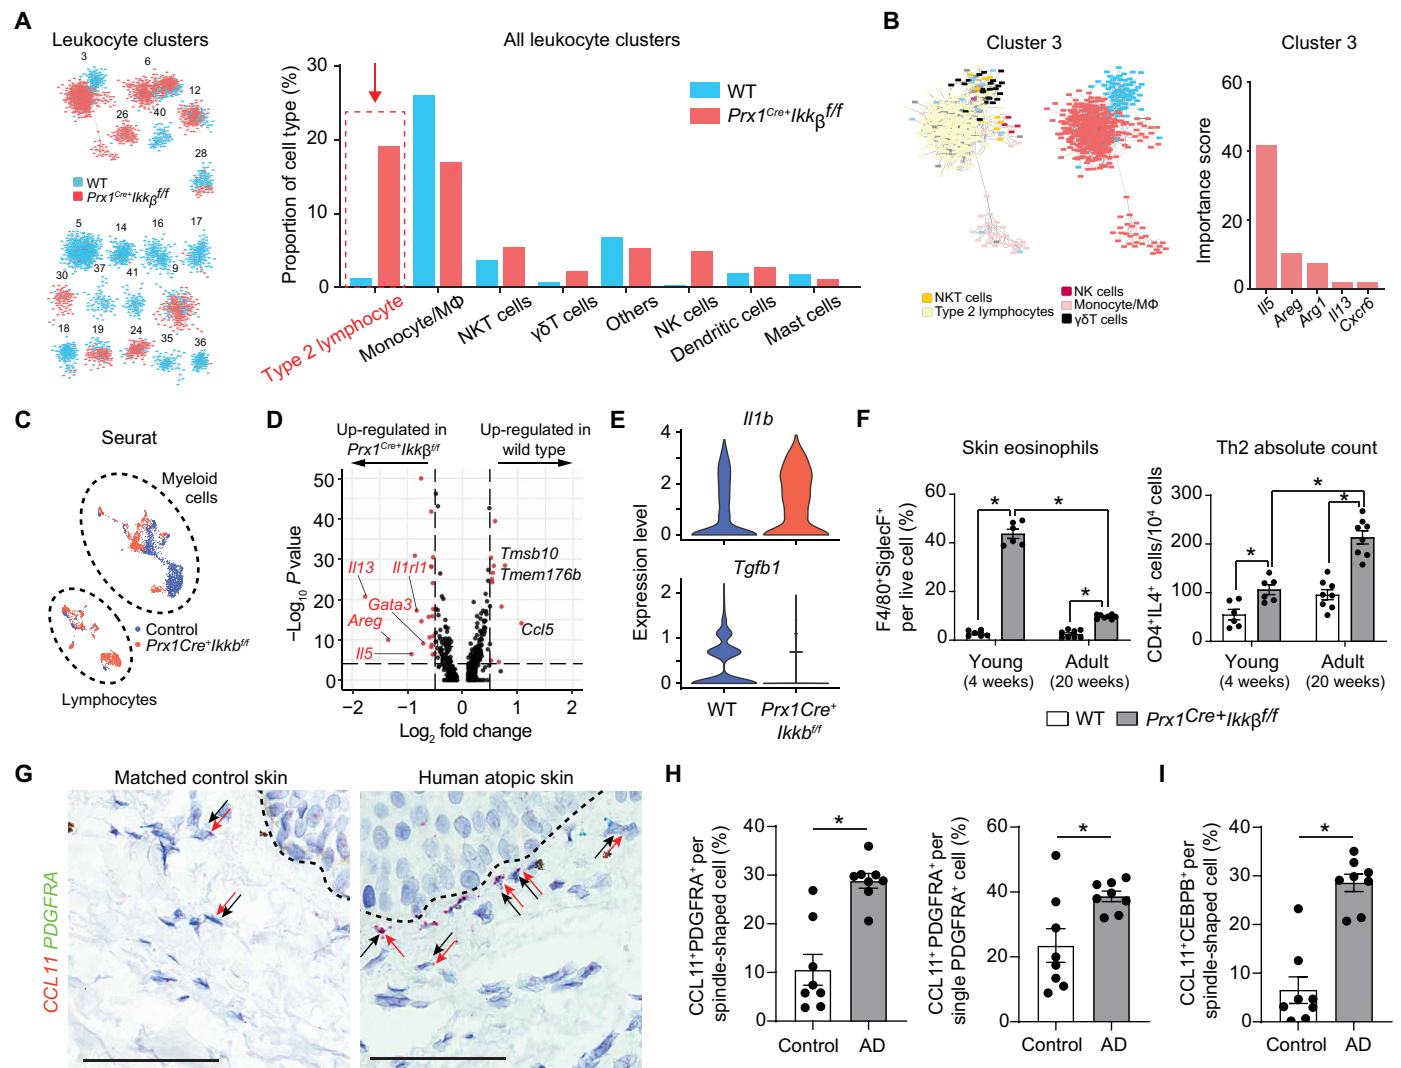 A
Leukocyte clusters
3
6
12
26
40
28
WT
Prx1Cre+Ikkβf/f
5
14
16
17
30
37
41
9
18
19
24
35
36
All leukocyte clusters
Proportion of cell type (%)
30
20
10
0
WT
Prx1Cre+Ikkβf/f
Type 2 lymphocyte
Monocyte/MΦ
NKT cells
γδT cells
Others
NK cells
Dendritic cells
Mast cells
B
Cluster 3
NKT cells
Type 2 lymphocytes
NK cells
Monocyte/MΦ
γδT cells
Cluster 3
Importance score
60
40
20
0
Il5
Areg
Arg1
Il13
Cxcr6
C
Seurat
Myeloid
cells
Control
Prx1Cre+Ikkbf/f
Lymphocytes
D
Up-regulated in
Prx1Cre+Ikkβf/f
Up-regulated in
wild type
−Log10 P value
50
40
30
20
10
0
Il13
Il1rl1
Gata3
Areg
Il5
Tmsb10
Tmem176b
Ccl5
−2
−1
0
1
2
Log2 fold change
E
Il1b
4
2
0
Expression level
Tgfb1
2
1
0
WT
Prx1Cre+
Ikkbf/f
F
Skin eosinophils
F4/80+SiglecF+
per live cell (%)
60
40
20
0
*
*
*
Young
(4 weeks)
Adult
(20 weeks)
Th2 absolute count
CD4+IL4+ cells/10⁴ cells
300
200
100
0
*
*
*
Young
(4 weeks)
Adult
(20 weeks)
WT
Prx1Cre+Ikkβf/f
G
Matched control skin
Human atopic skin
CCL11 PDGFRA
H
CCL11+PDGFRA+ per
spindle-shaped cell (%)
40
30
20
10
0
*
Control
AD
CCL11+ PDGFRA+ per
single PDGFRA+ cell (%)
60
40
20
0
*
Control
AD
I
CCL11+CEBPB+ per
spindle-shaped cell (%)
40
30
20
10
0
*
Control
AD